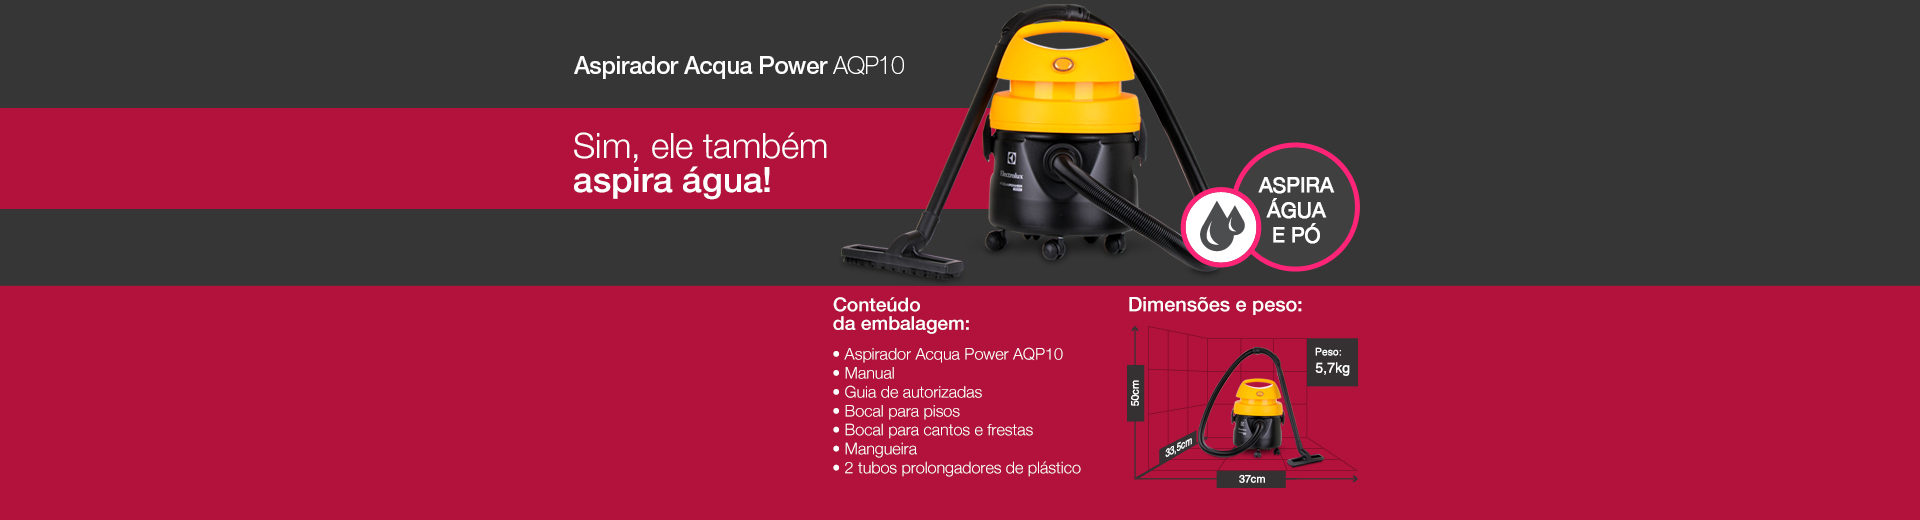 Aspirador Acqua Power AQP10
Sim, ele também
aspira água!
Electrolux
ASPIRA
ÁGUA
E PÓ
Conteúdo
da embalagem:
• Aspirador Acqua Power AQP10
• Manual
• Guia de autorizadas
• Bocal para pisos
• Bocal para cantos e frestas
• Mangueira
• 2 tubos prolongadores de plástico
Dimensões e peso:
Peso:
5,7kg
50cm
33,5cm
37cm